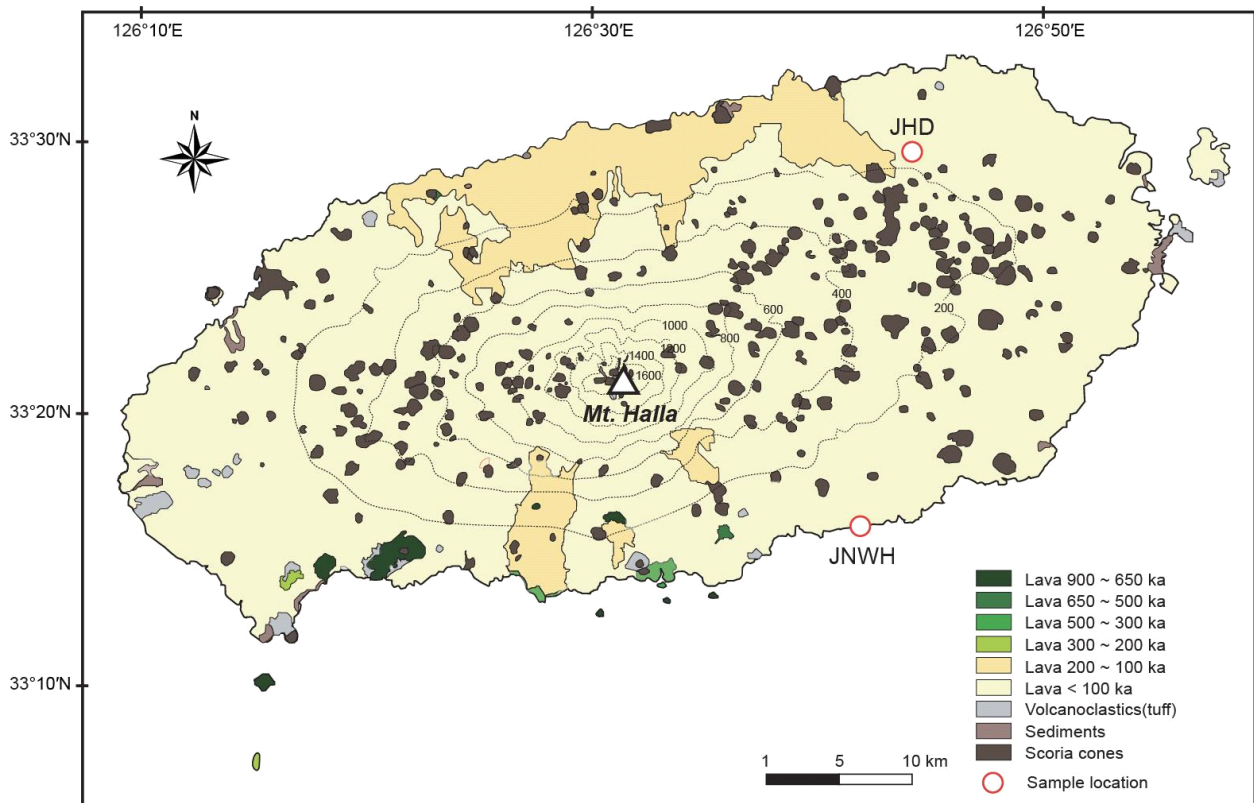 126°10′E 126°30′E 126°50′E
N
33°30′N
JHD
400
600
200
1000
800
1200
1400
1600
33°20′N
Mt. Halla
JNWH
Lava 900 ~ 650 ka
Lava 650 ~ 500 ka
Lava 500 ~ 300 ka
Lava 300 ~ 200 ka
33°10′N
Lava 200 ~ 100 ka
Lava < 100 ka
Volcanoclastics(tuff)
Sediments
Scoria cones
1 5 10 km
Sample location